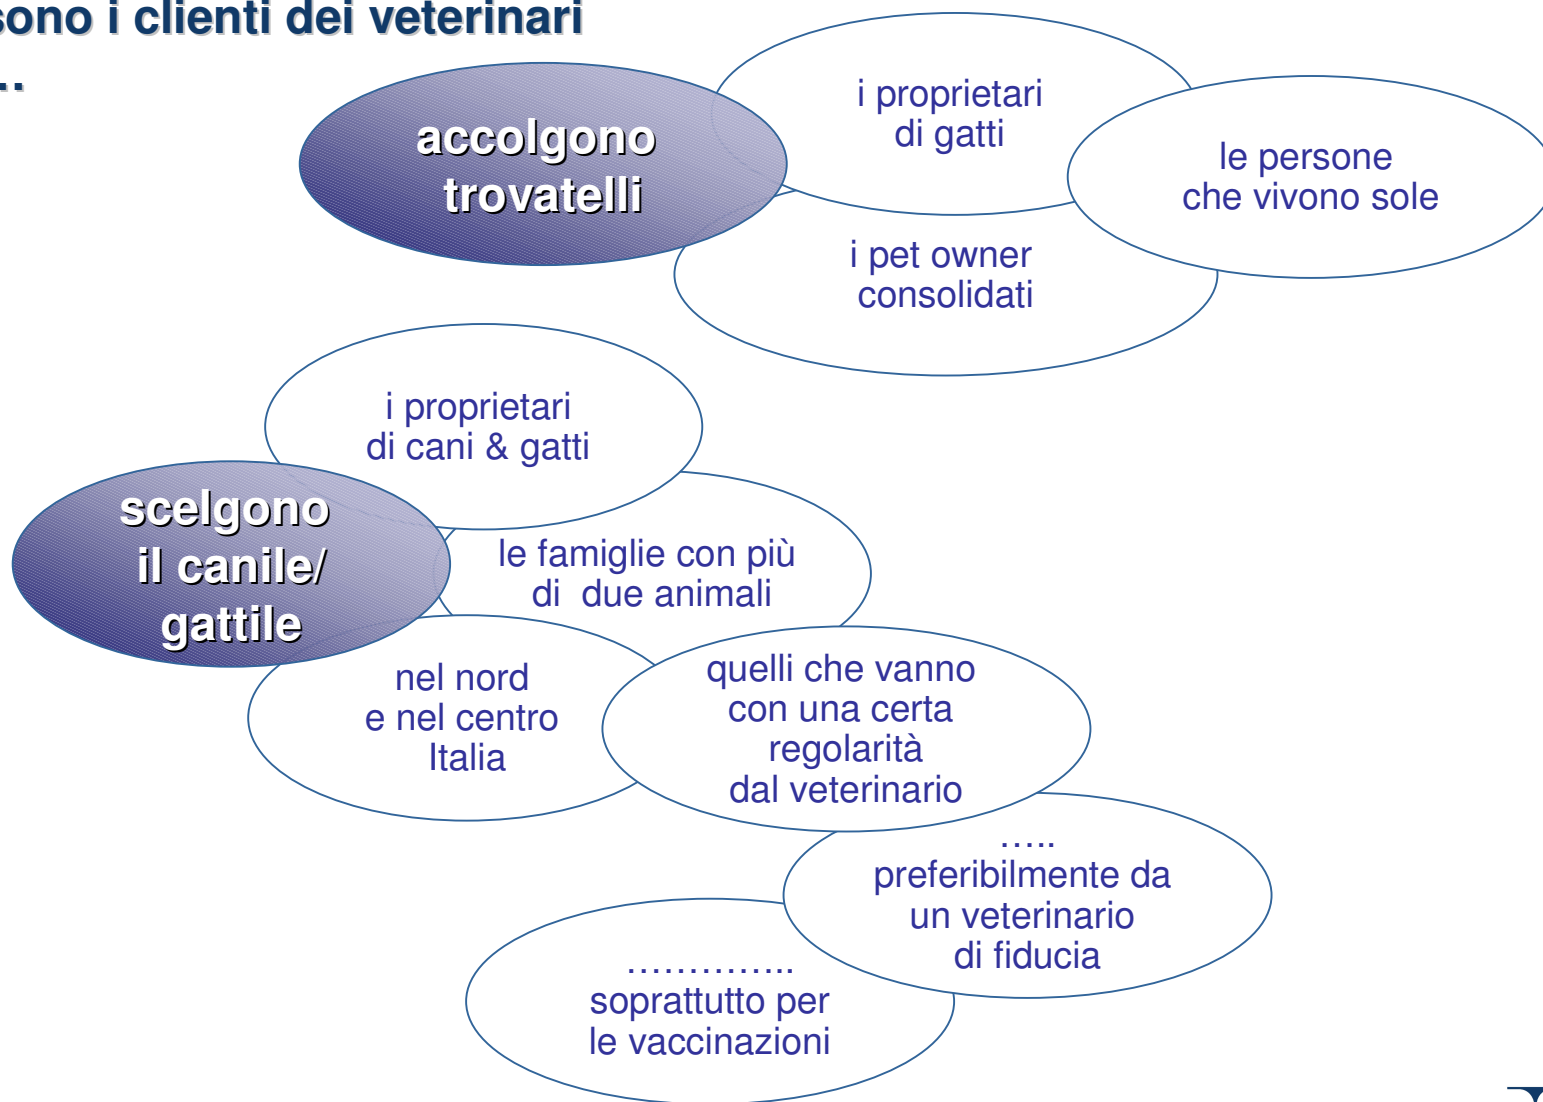 sono i clienti dei veterinari
…
accolgono
trovatelli
i proprietari
di gatti
le persone
che vivono sole
i pet owner
consolidati
i proprietari
di cani & gatti
scelgono
il canile/
gattile
le famiglie con più
di due animali
nel nord
e nel centro
Italia
quelli che vanno
con una certa
regolarità
dal veterinario
…..
preferibilmente da
un veterinario
di fiducia
…………..
soprattutto per
le vaccinazioni